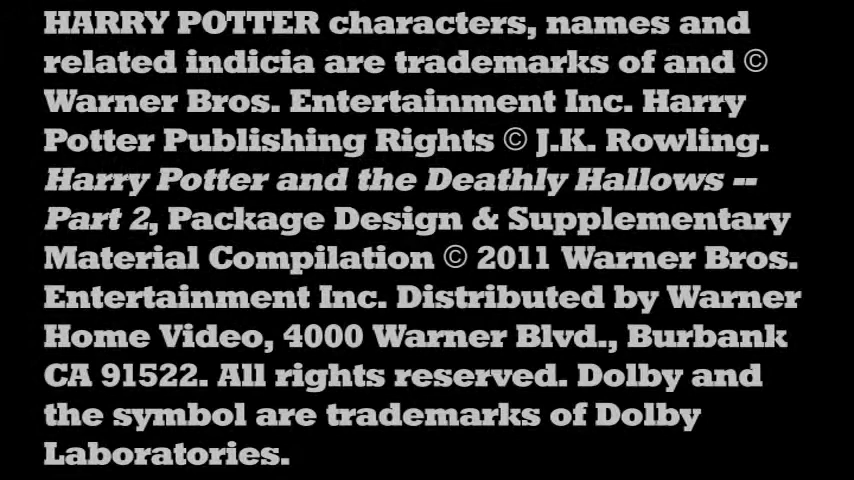 HARRY POTTER characters, names and
related indicia are trademarks of and ©
Warner Bros. Entertainment Inc. Harry
Potter Publishing Rights © J.K. Rowling.
Harry Potter and the Deathly Hallows --
Part 2, Package Design & Supplementary
Material Compilation © 2011 Warner Bros.
Entertainment Inc. Distributed by Warner
Home Video, 4000 Warner Blvd., Burbank
CA 91522. All rights reserved. Dolby and
the symbol are trademarks of Dolby
Laboratories.